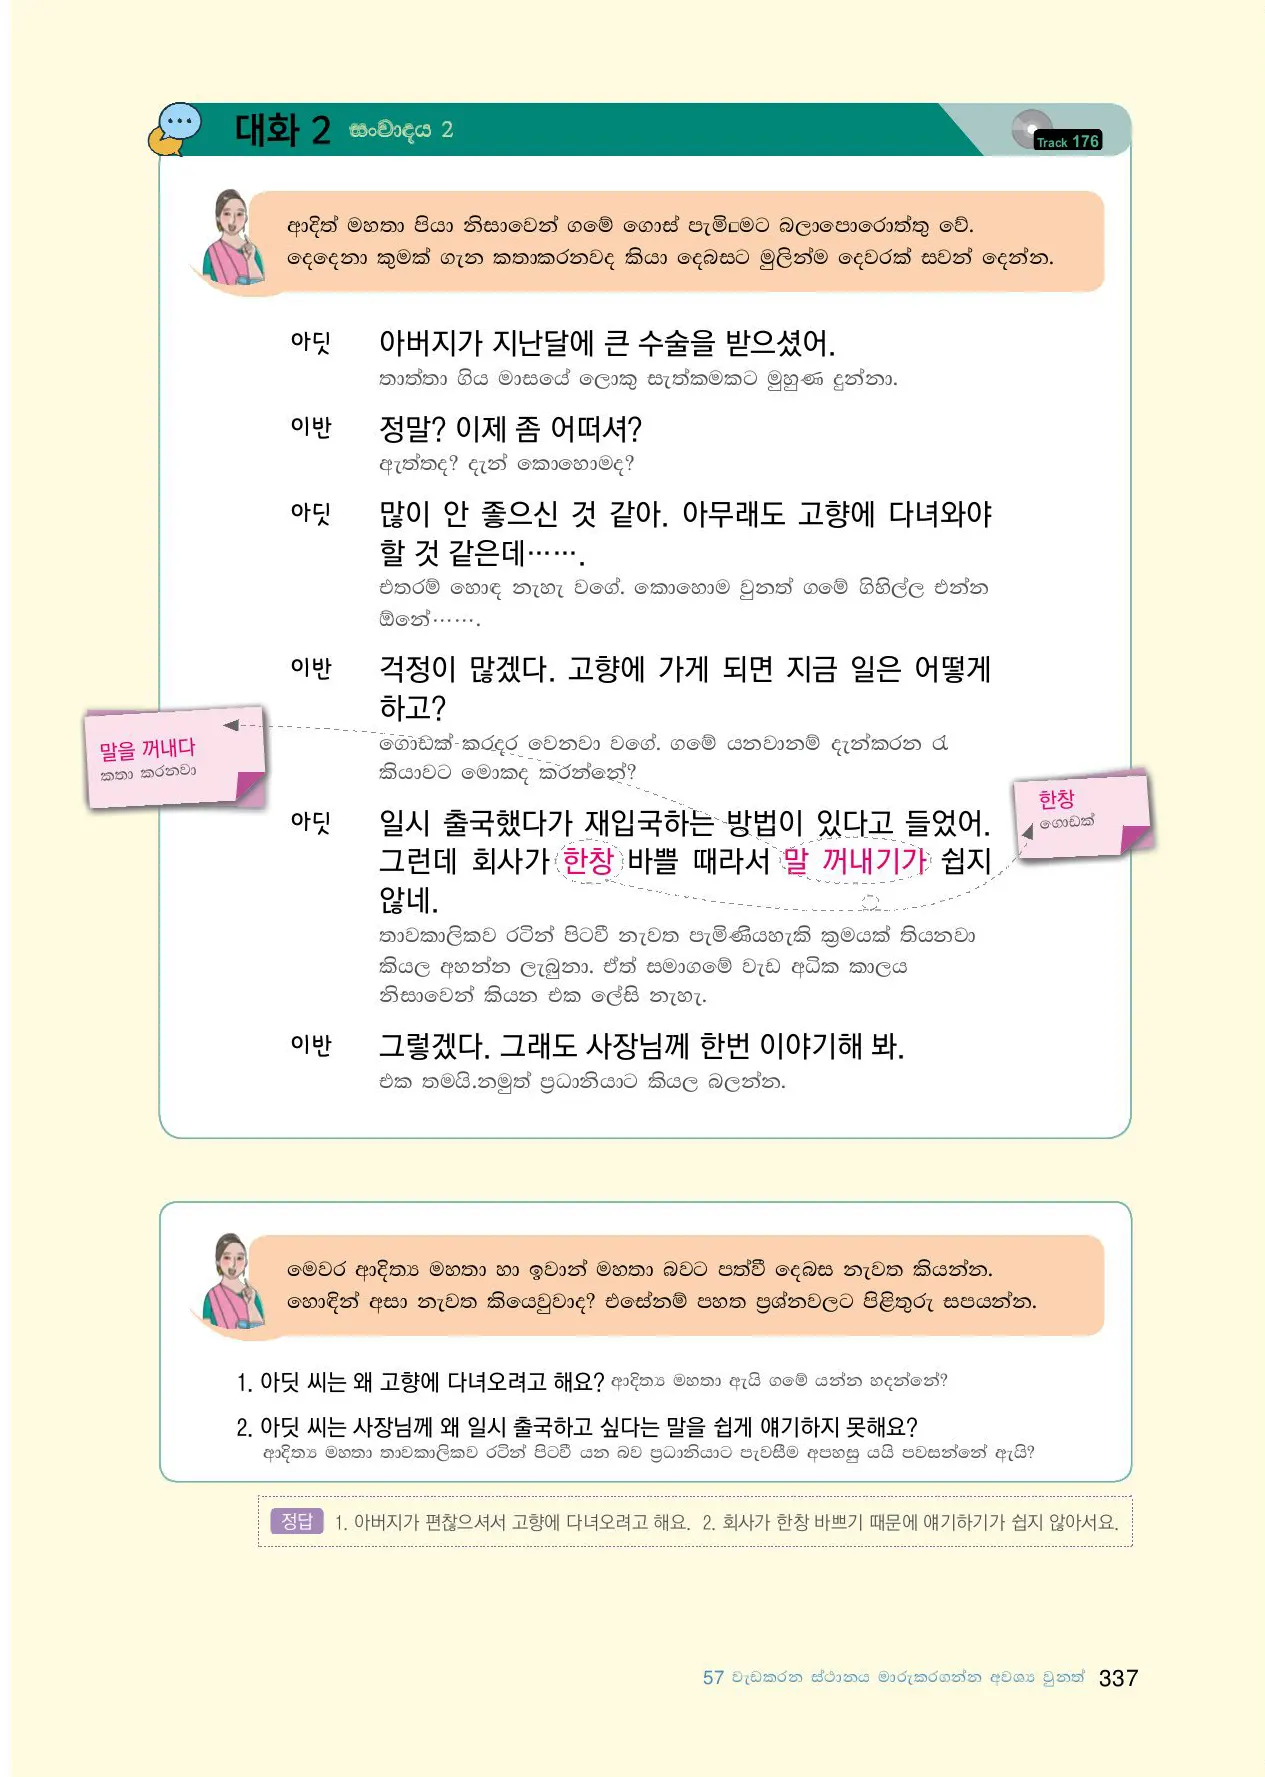 대화 2 සංවාදය 2
Track 176
ආදිත් මහතා පියා නිසාවෙන් ගමේ ගොස් පැමි□මට බලාපොරොත්තු වේ.
දෙදෙනා කුමක් ගැන කතාකරනවද කියා දෙබසට මුලින්ම දෙවරක් සවන් දෙන්න.
아딧 아버지가 지난달에 큰 수술을 받으셨어.
තාත්තා ගිය මාසයේ ලොකු සැත්කමකට මුහුණ දුන්නා.
이반 정말? 이제 좀 어떠셔?
ඇත්තද? දැන් කොහොමද?
아딧 많이 안 좋으신 것 같아. 아무래도 고향에 다녀와야
할 것 같은데…….
එතරම් හොඳ නැහැ වගේ. කොහොම වුනත් ගමේ ගිහිල්ල එන්න
ඕනේ…….
이반 걱정이 많겠다. 고향에 가게 되면 지금 일은 어떻게
하고?
ගොඩක් කරදර වෙනවා වගේ. ගමේ යනවානම් දැන්කරන රැ
කියාවට මොකද කරන්නේ?
말을 꺼내다
කතා කරනවා
한창
ගොඩක්
아딧 일시 출국했다가 재입국하는 방법이 있다고 들었어.
그런데 회사가 한창 바쁠 때라서 말 꺼내기가 쉽지
않네.
තාවකාලිකව රටින් පිටවී නැවත පැමිණියහැකි ක්‍රමයක් තියනවා
කියල අහන්න ලැබුනා. ඒත් සමාගමේ වැඩ අධික කාලය
නිසාවෙන් කියන එක ලේසි නැහැ.
이반 그렇겠다. 그래도 사장님께 한번 이야기해 봐.
එක තමයි.නමුත් ප්‍රධානියාට කියල බලන්න.
මෙවර ආදිත්‍ය මහතා හා ඉවාන් මහතා බවට පත්වී දෙබස නැවත කියන්න.
හොඳින් අසා නැවත කියෙවුවාද? එසේනම් පහත ප්‍රශ්නවලට පිළිතුරු සපයන්න.
1. 아딧 씨는 왜 고향에 다녀오려고 해요? ආදිත්‍ය මහතා ඇයි ගමේ යන්න හදන්නේ?
2. 아딧 씨는 사장님께 왜 일시 출국하고 싶다는 말을 쉽게 얘기하지 못해요?
ආදිත්‍ය මහතා තාවකාලිකව රටින් පිටවී යන බව ප්‍රධානියාට පැවසීම අපහසු යයි පවසන්නේ ඇයි?
정답 1. 아버지가 편찮으셔서 고향에 다녀오려고 해요. 2. 회사가 한창 바쁘기 때문에 얘기하기가 쉽지 않아서요.
57 වැඩකරන ස්ථානය මාරුකරගන්න අවශ්‍ය වුනත් 337